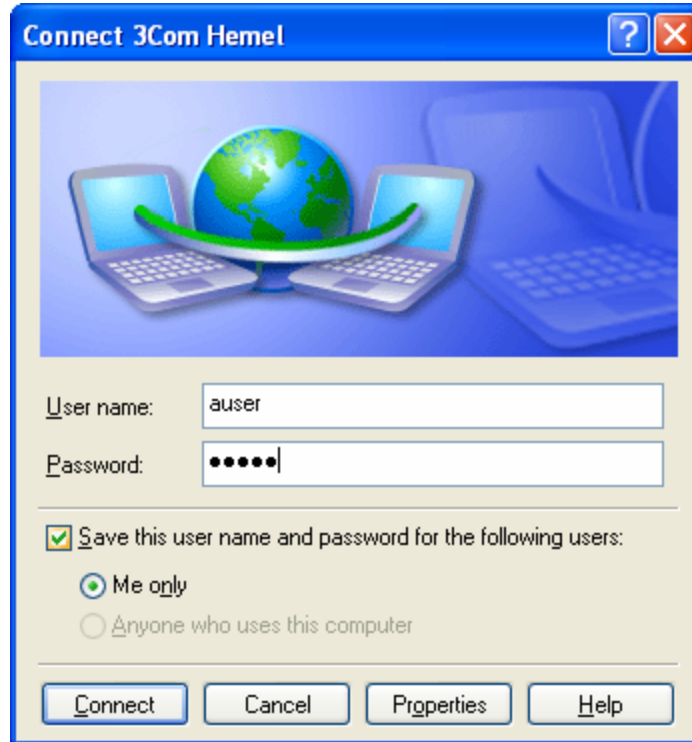 Connect 3Com Hemel
User name: auser
Password: •••••
Save this user name and password for the following users:
Me only
Anyone who uses this computer
Connect Cancel Properties Help